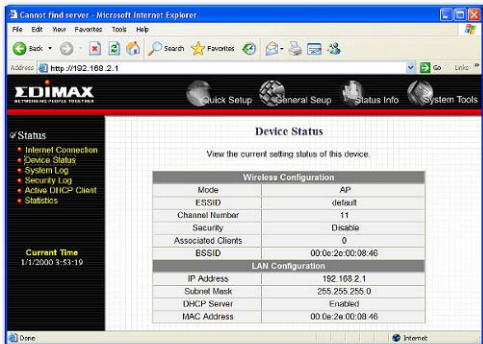 Cannot find server - Microsoft Internet Explorer
File Edit View Favorites Tools Help
Back Search Favorites
Address http://192.168.2.1 Go Links »
EDIMAX
NETWORKING PEOPLE TOGETHER
Quick Setup General Seup Status Info System Tools
Status
Internet Connection
Device Status
System Log
Security Log
Active DHCP Client
Statistics
Current Time
1/1/2000 3:53:19
Device Status
View the current setting status of this device.
Wireless Configuration
Mode AP
ESSID default
Channel Number 11
Security Disable
Associated Clients 0
BSSID 00:0e:2e:00:08:46
LAN Configuration
IP Address 192.168.2.1
Subnet Mask 255.255.255.0
DHCP Server Enabled
MAC Address 00:0e:2e:00:08:46
Done Internet